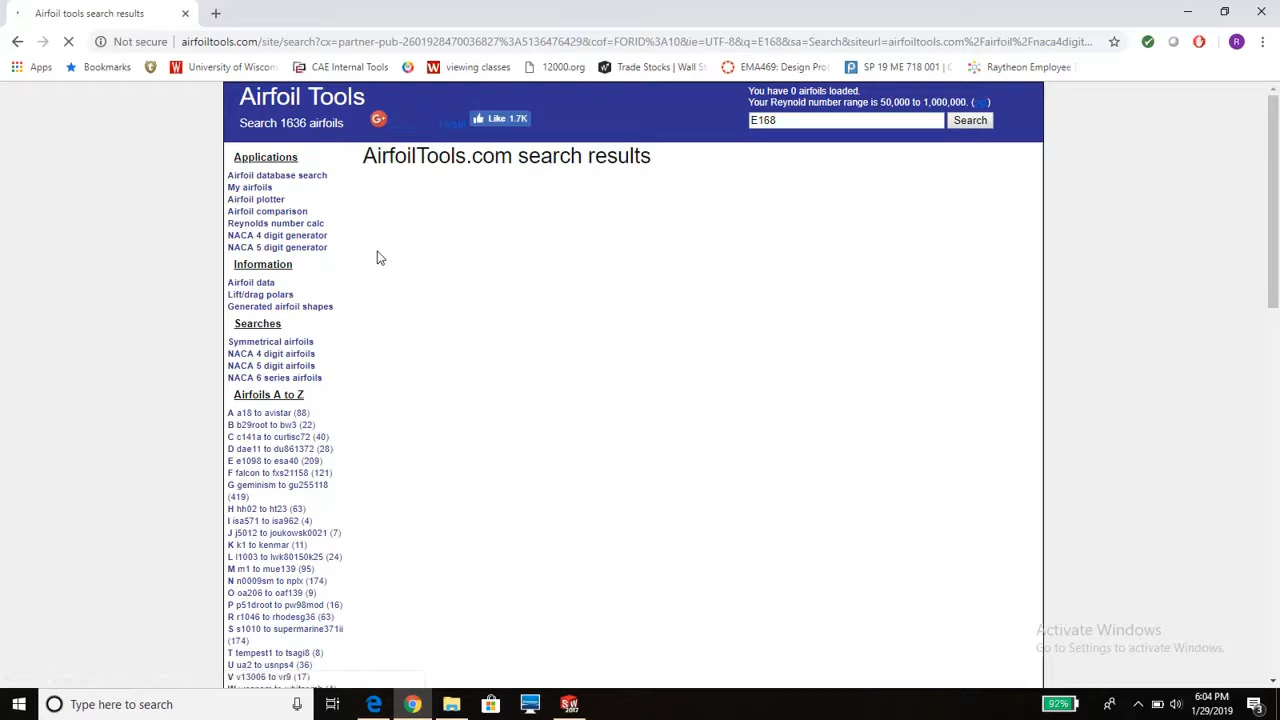 Airfoil tools search results
Not secure | airfoiltools.com/site/search?cx=partner-pub-2601928470036827%3A5136476429&cof=FORID%3A10&ie=UTF-8&q=E168&sa=Search&siteurl=airfoiltools.com%2Fairfoil%2Fnaca4digit...
R
Apps Bookmarks University of Wiscons CAE Internal Tools viewing classes 12000.org Trade Stocks | Wall S EMA469: Design Pro SP 19 ME 718 001 | C Raytheon Employee
Airfoil Tools
Search 1636 airfoils
G+
Like 1.7K
You have 0 airfoils loaded.
Your Reynold number range is 50,000 to 1,000,000.
E168
Search
AirfoilTools.com search results
Applications
Airfoil database search
My airfoils
Airfoil plotter
Airfoil comparison
Reynolds number calc
NACA 4 digit generator
NACA 5 digit generator
Information
Airfoil data
Lift/drag polars
Generated airfoil shapes
Searches
Symmetrical airfoils
NACA 4 digit airfoils
NACA 5 digit airfoils
NACA 6 series airfoils
Airfoils A to Z
A a18 to avistar (88)
B b29root to bw3 (22)
C c141a to curtisc72 (40)
D dae11 to du861372 (28)
E e1098 to esa40 (209)
F falcon to fxs21158 (121)
G geminism to gu255118
(419)
H hh02 to ht23 (63)
I isa571 to isa962 (4)
J j5012 to joukowsk0021 (7)
K k1 to kenmar (11)
L l1003 to lwk80150k25 (24)
M m1 to mue139 (95)
N n0009sm to nplx (174)
O oa206 to oaf139 (9)
P p51droot to pw98mod (16)
R r1046 to rhodesg36 (63)
S s1010 to supermarine371ii
(174)
T tempest1 to tsagi8 (8)
U ua2 to usnps4 (36)
V v13006 to vr9 (17)
Activate Windows
Go to Settings to activate Windows.
Type here to search
SW
2017
92%
6:04 PM
1/29/2019
3